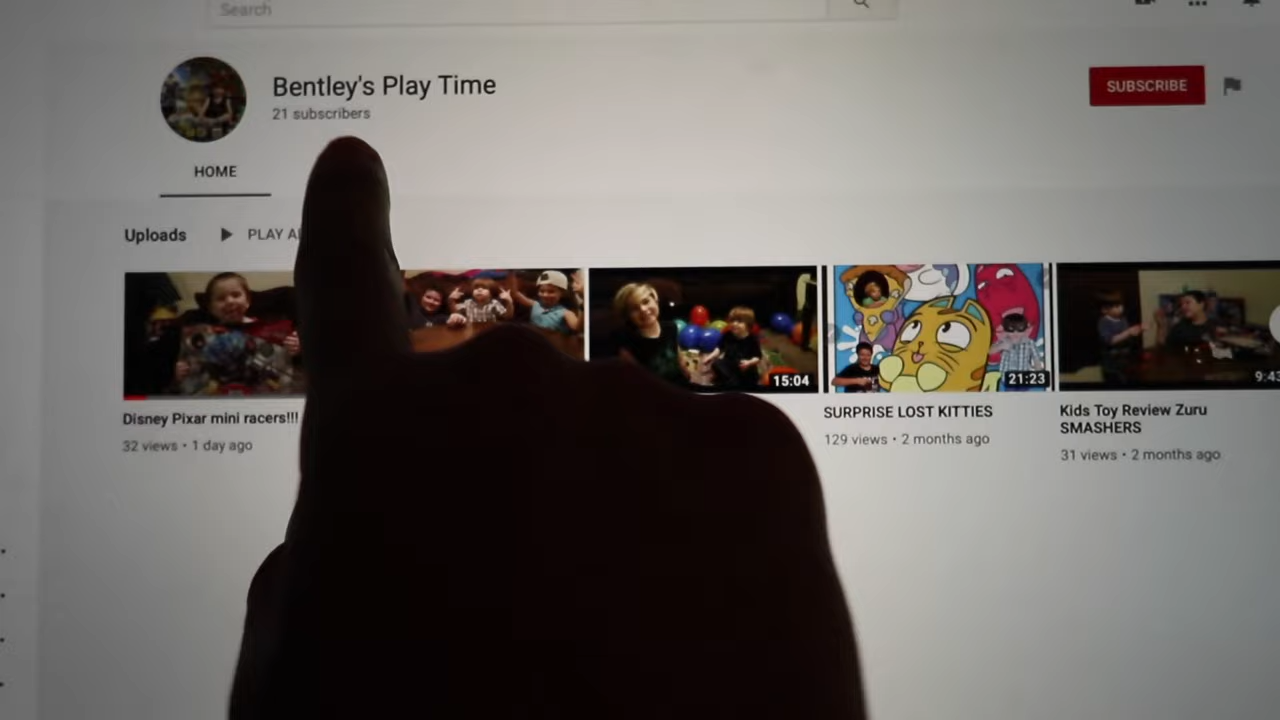 Search
Bentley's Play Time
21 subscribers
SUBSCRIBE
HOME
Uploads
PLAY
15:04
21:23
9:43
Disney Pixar mini racers!!!
32 views • 1 day ago
SURPRISE LOST KITTIES
129 views • 2 months ago
Kids Toy Review Zuru
SMASHERS
31 views • 2 months ago